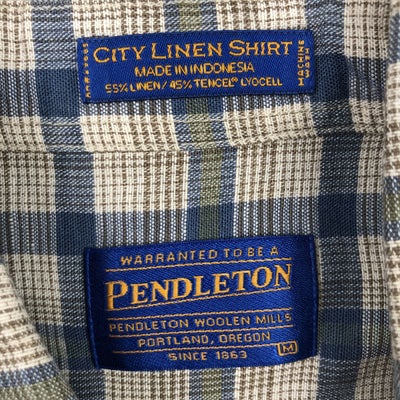 CITY LINEN SHIRT
MADE IN INDONESIA
55% LINEN / 45% TENCEL® LYOCELL
WARRANTED TO BE A
PENDLETON
PENDLETON WOOLEN MILLS
PORTLAND, OREGON
SINCE 1863
M